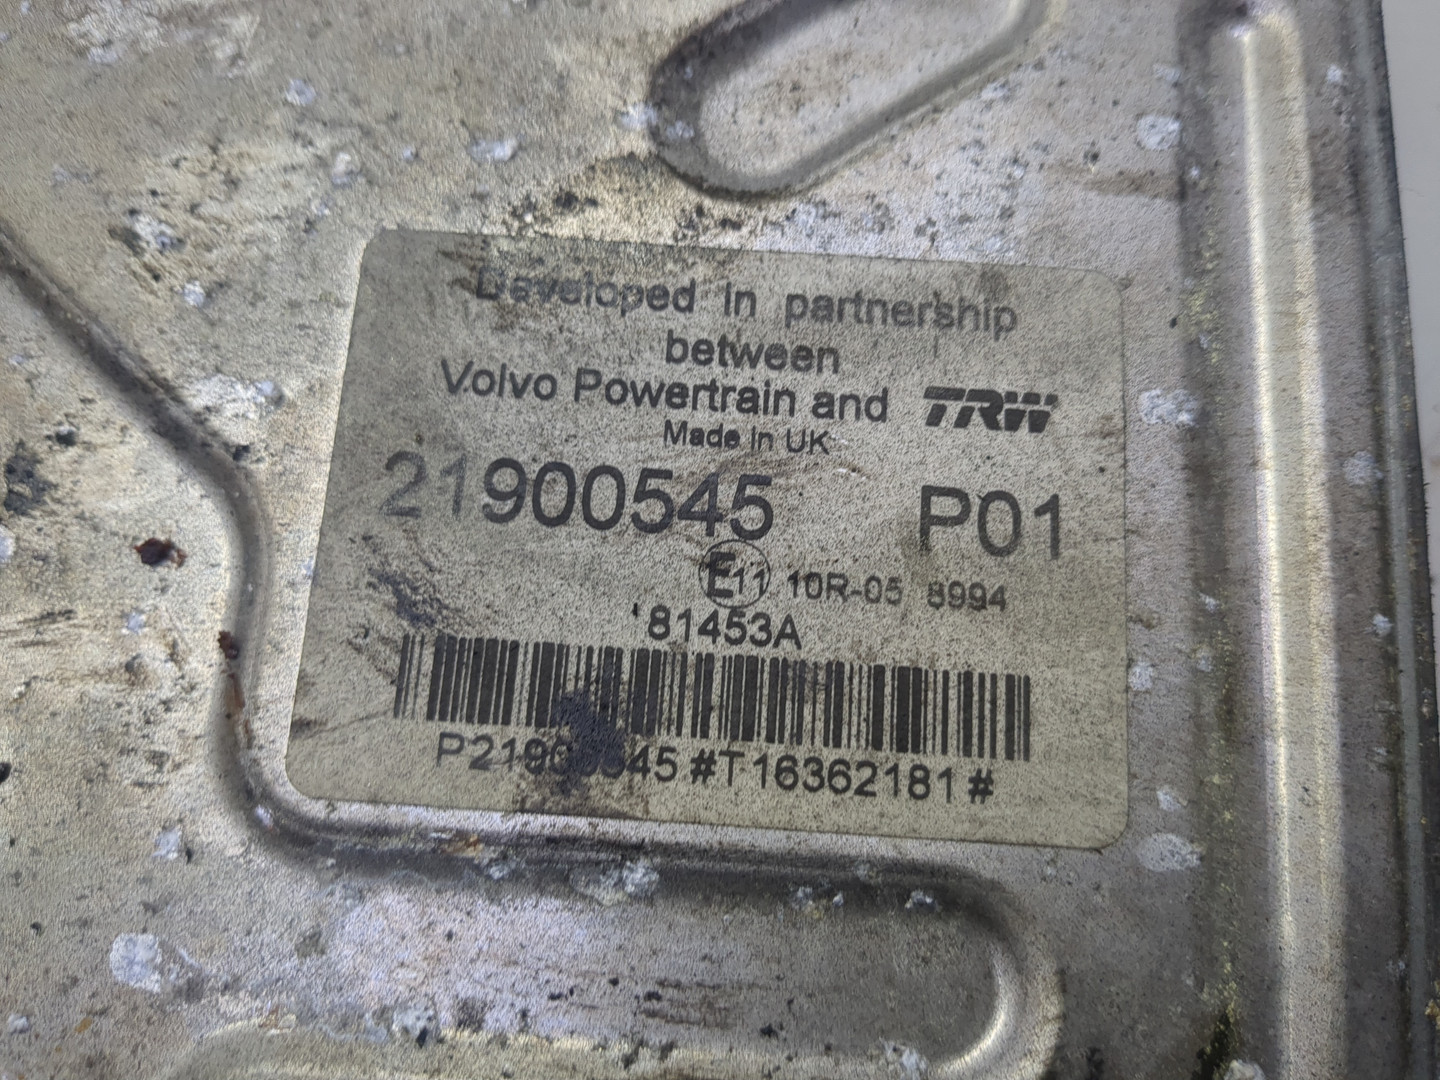 Developed in partnership
between
Volvo Powertrain and TRW
Made in UK
21900545 P01
E11 10R-05 8994
81453A
P21900545#T16362181#